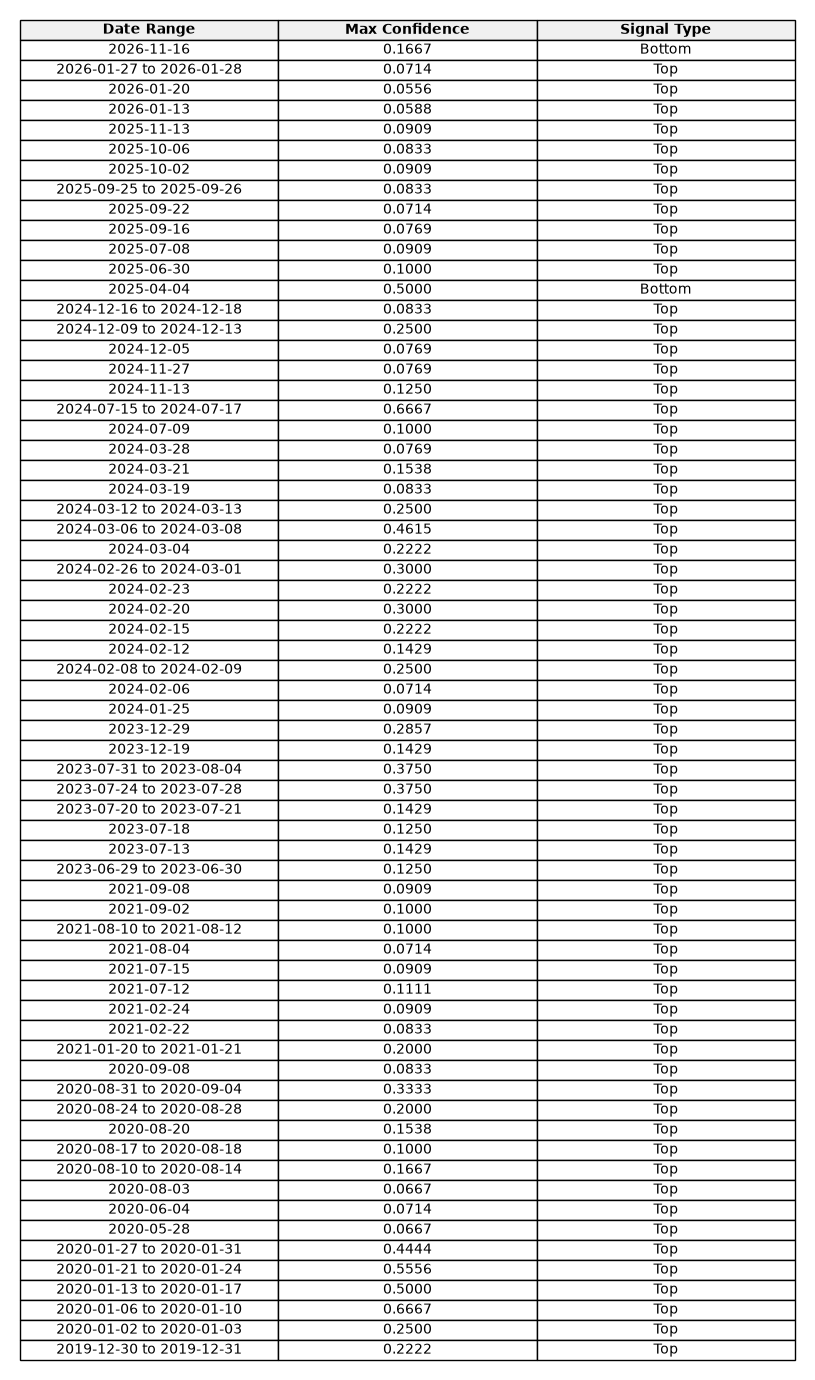 Date Range Max Confidence Signal Type
2026-11-16 0.1667 Bottom
2026-01-27 to 2026-01-28 0.0714 Top
2026-01-20 0.0556 Top
2026-01-13 0.0588 Top
2025-11-13 0.0909 Top
2025-10-06 0.0833 Top
2025-10-02 0.0909 Top
2025-09-25 to 2025-09-26 0.0833 Top
2025-09-22 0.0714 Top
2025-09-16 0.0769 Top
2025-07-08 0.0909 Top
2025-06-30 0.1000 Top
2025-04-04 0.5000 Bottom
2024-12-16 to 2024-12-18 0.0833 Top
2024-12-09 to 2024-12-13 0.2500 Top
2024-12-05 0.0769 Top
2024-11-27 0.0769 Top
2024-11-13 0.1250 Top
2024-07-15 to 2024-07-17 0.6667 Top
2024-07-09 0.1000 Top
2024-03-28 0.0769 Top
2024-03-21 0.1538 Top
2024-03-19 0.0833 Top
2024-03-12 to 2024-03-13 0.2500 Top
2024-03-06 to 2024-03-08 0.4615 Top
2024-03-04 0.2222 Top
2024-02-26 to 2024-03-01 0.3000 Top
2024-02-23 0.2222 Top
2024-02-20 0.3000 Top
2024-02-15 0.2222 Top
2024-02-12 0.1429 Top
2024-02-08 to 2024-02-09 0.2500 Top
2024-02-06 0.0714 Top
2024-01-25 0.0909 Top
2023-12-29 0.2857 Top
2023-12-19 0.1429 Top
2023-07-31 to 2023-08-04 0.3750 Top
2023-07-24 to 2023-07-28 0.3750 Top
2023-07-20 to 2023-07-21 0.1429 Top
2023-07-18 0.1250 Top
2023-07-13 0.1429 Top
2023-06-29 to 2023-06-30 0.1250 Top
2021-09-08 0.0909 Top
2021-09-02 0.1000 Top
2021-08-10 to 2021-08-12 0.1000 Top
2021-08-04 0.0714 Top
2021-07-15 0.0909 Top
2021-07-12 0.1111 Top
2021-02-24 0.0909 Top
2021-02-22 0.0833 Top
2021-01-20 to 2021-01-21 0.2000 Top
2020-09-08 0.0833 Top
2020-08-31 to 2020-09-04 0.3333 Top
2020-08-24 to 2020-08-28 0.2000 Top
2020-08-20 0.1538 Top
2020-08-17 to 2020-08-18 0.1000 Top
2020-08-10 to 2020-08-14 0.1667 Top
2020-08-03 0.0667 Top
2020-06-04 0.0714 Top
2020-05-28 0.0667 Top
2020-01-27 to 2020-01-31 0.4444 Top
2020-01-21 to 2020-01-24 0.5556 Top
2020-01-13 to 2020-01-17 0.5000 Top
2020-01-06 to 2020-01-10 0.6667 Top
2020-01-02 to 2020-01-03 0.2500 Top
2019-12-30 to 2019-12-31 0.2222 Top